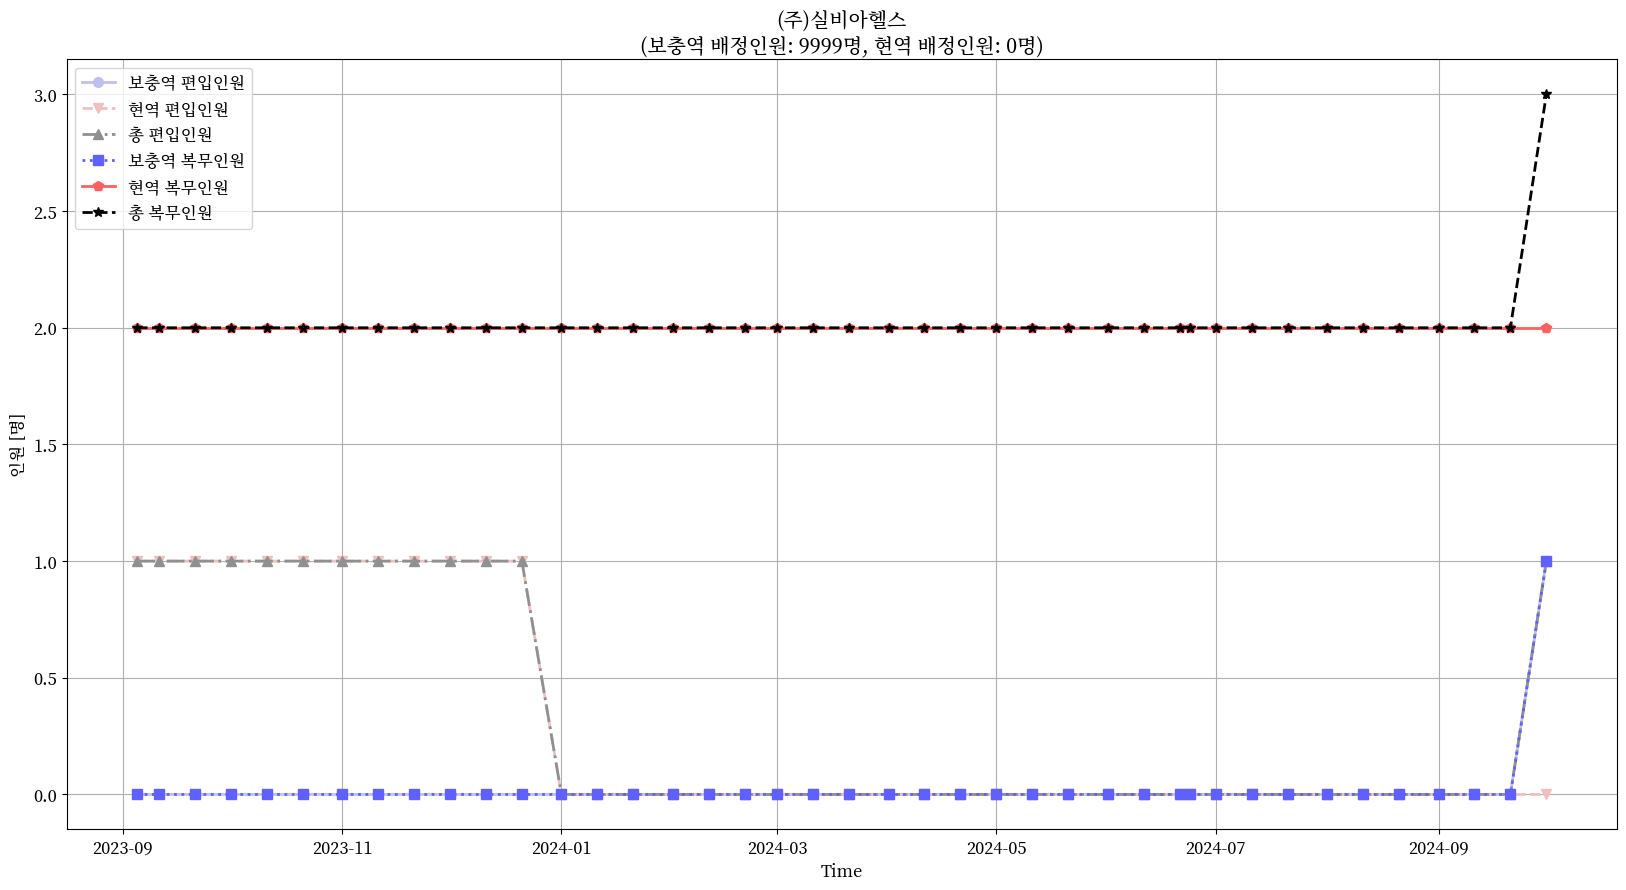 (주)실비아헬스
(보충역 배정인원: 9999명, 현역 배정인원: 0명)
보충역 편입인원
현역 편입인원
총 편입인원
보충역 복무인원
현역 복무인원
총 복무인원
인원 [명]
3.0
2.5
2.0
1.5
1.0
0.5
0.0
2023-09 2023-11 2024-01 2024-03 2024-05 2024-07 2024-09
Time